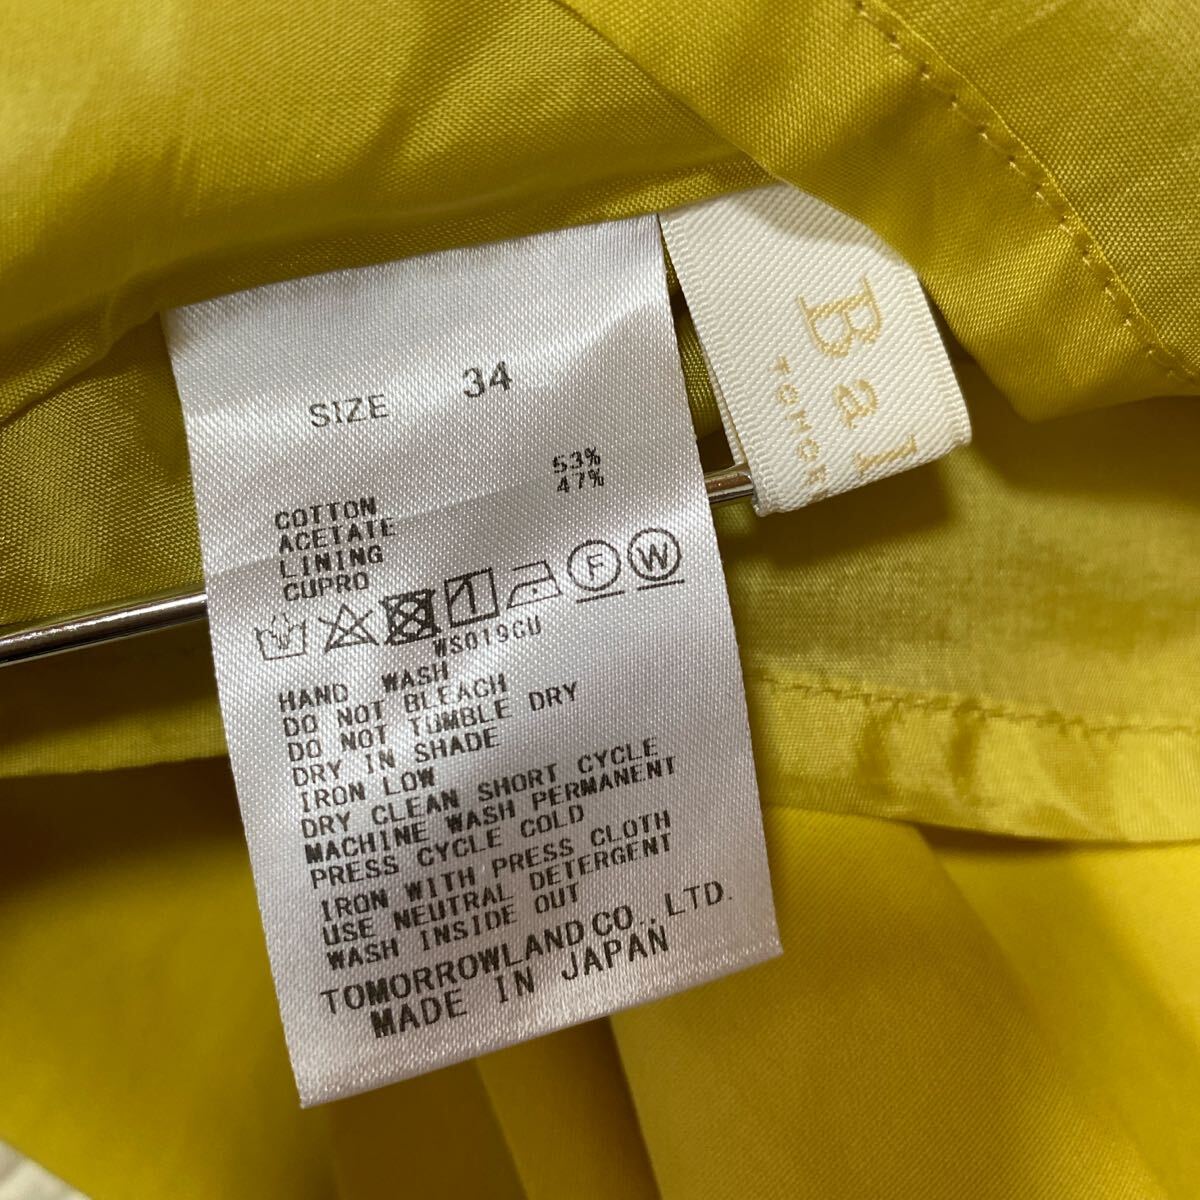 SIZE 34
53%
47%
COTTON
ACETATE
LINING
CUPRO
F W
WS019CU
HAND WASH
DO NOT BLEACH
DO NOT TUMBLE DRY
DRY IN SHADE
IRON LOW
DRY CLEAN SHORT CYCLE
MACHINE WASH PERMANENT
PRESS CYCLE COLD
IRON WITH PRESS CLOTH
USE NEUTRAL DETERGENT
WASH INSIDE OUT
TOMORROWLAND CO., LTD.
MADE IN JAPAN
Bal
TOMOR